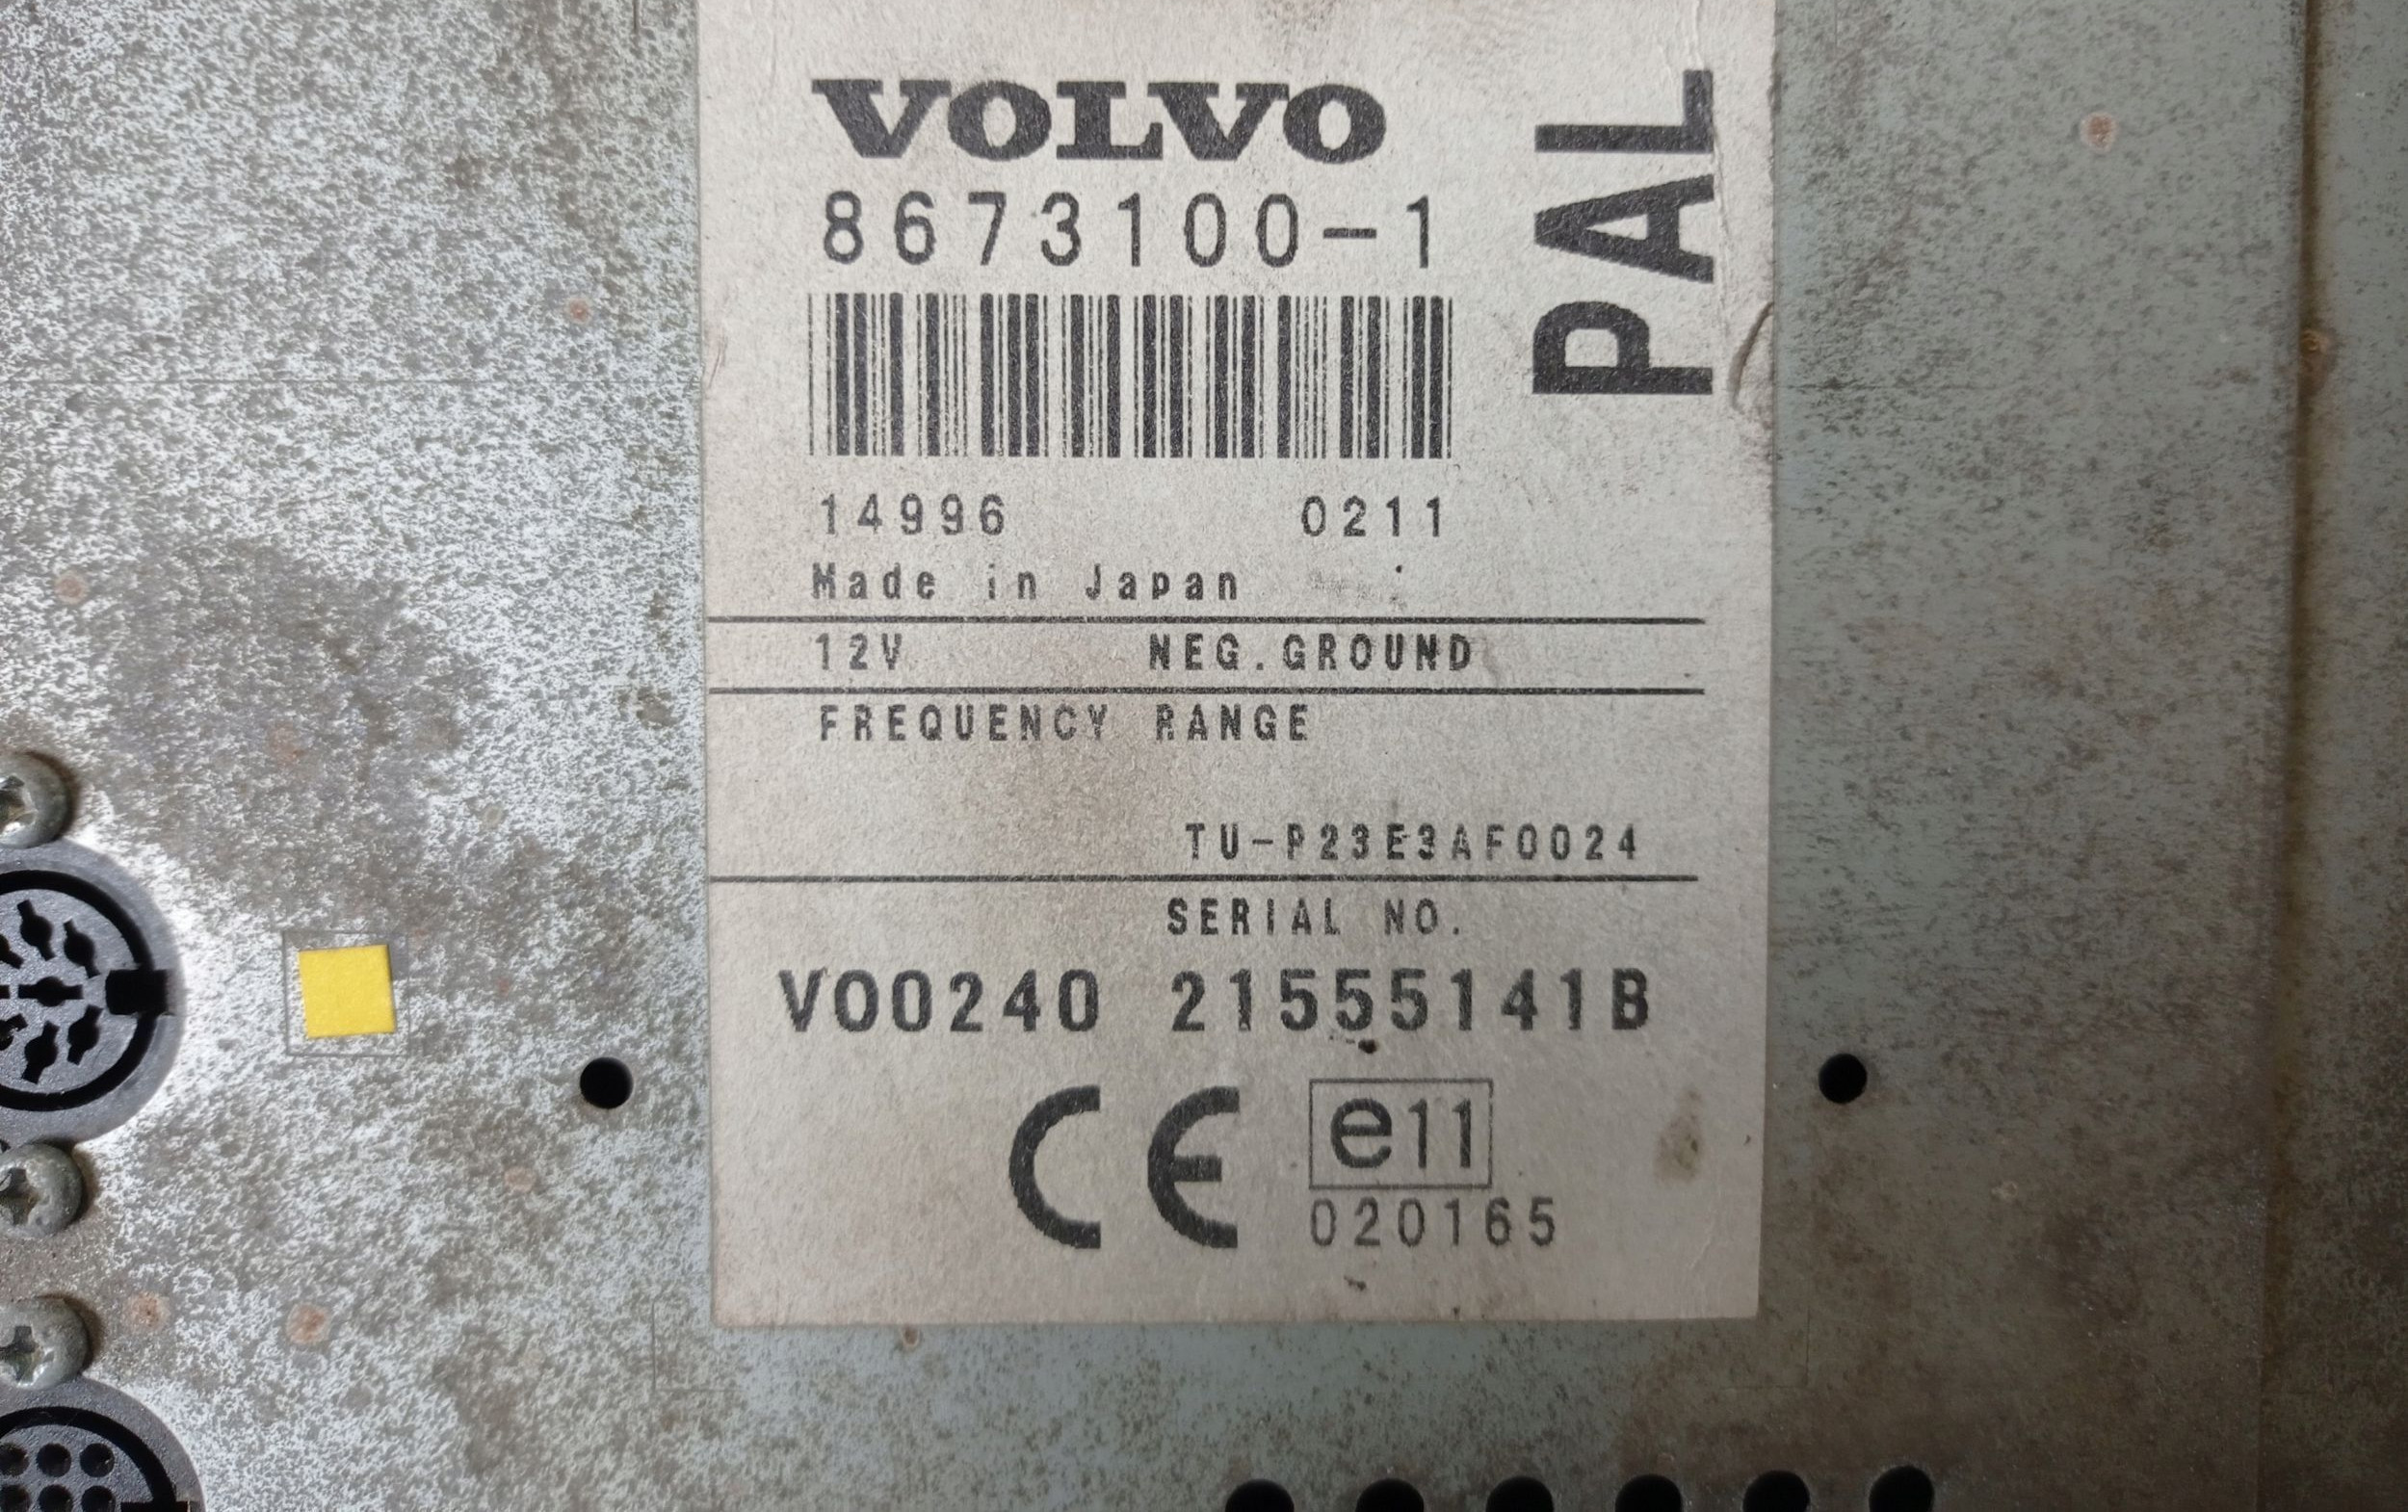 VOLVO
8673100-1
PAL
14996 0211
Made in Japan
12V NEG.GROUND
FREQUENCY RANGE
TU-P23E3AF0024
SERIAL NO.
V00240 21555141B
CE e11
020165